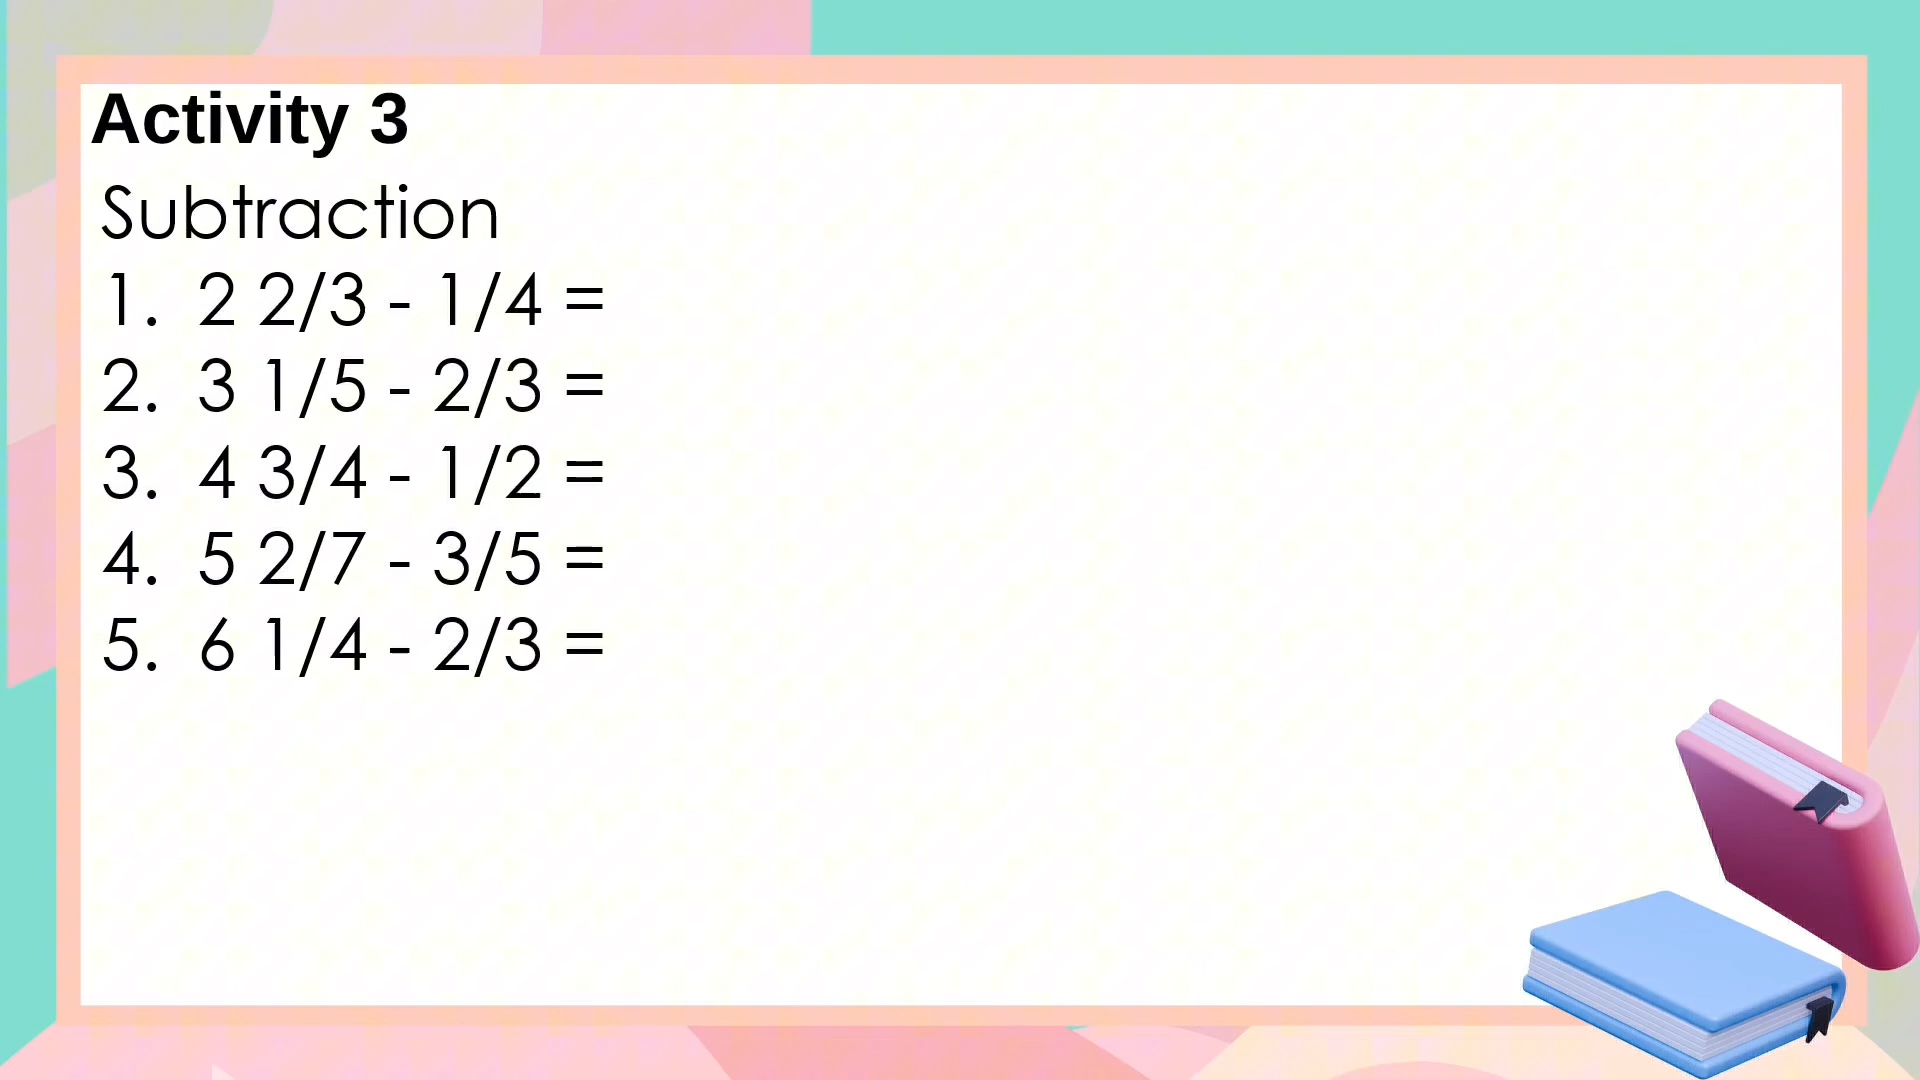 Activity 3
Subtraction
1. 2 2/3 - 1/4 =
2. 3 1/5 - 2/3 =
3. 4 3/4 - 1/2 =
4. 5 2/7 - 3/5 =
5. 6 1/4 - 2/3 =